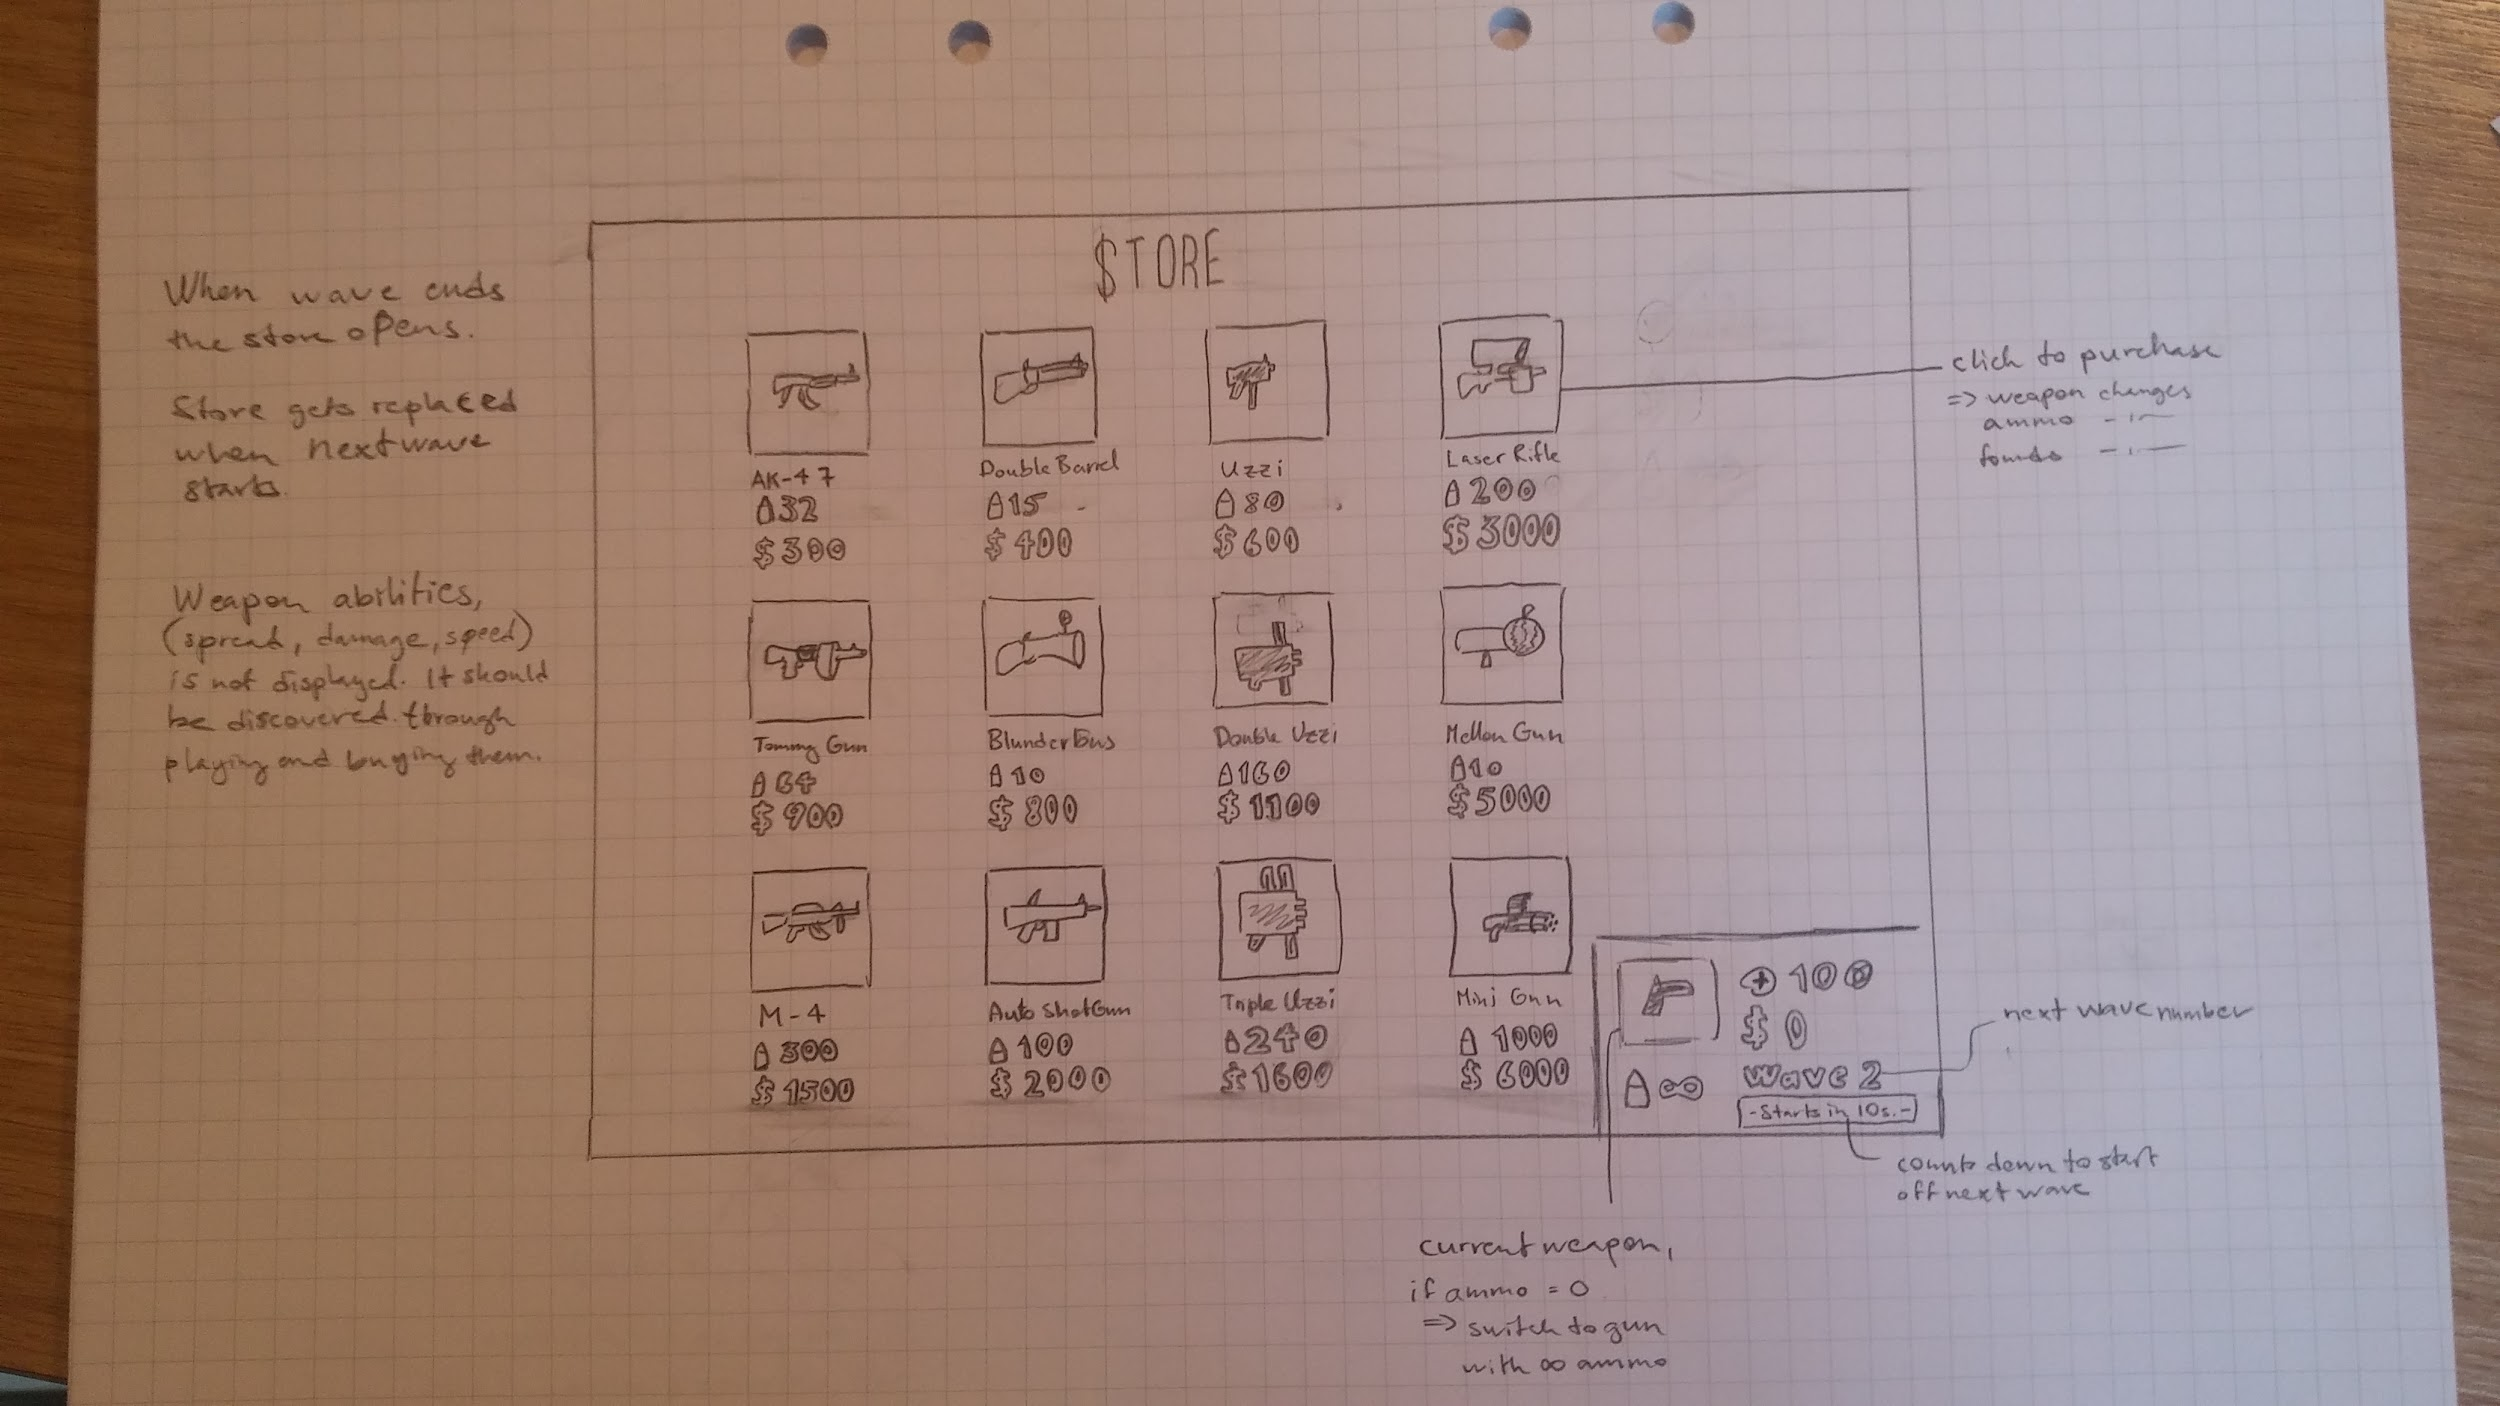 $TORE
When wave ends
the store opens.
Store gets replaced
when next wave
starts.
Weapon abilities,
(spread, damage, speed)
is not displayed. It should
be discovered through
playing and buying them.
AK-47
32
$300
Double Barrel
15
$400
Uzzi
80
$600
Laser Rifle
200
$3000
Tommy Gun
64
$900
Blunderbus
10
$800
Double Uzzi
160
$1100
Mellon Gun
10
$5000
M-4
300
$1500
Auto ShotGun
100
$2000
Triple Uzzi
240
$1600
Mini Gun
1000
$6000
click to purchase
=> weapon changes
ammo -"-
founds -"-
+ 100
$ 0
∞
Wave 2
-Starts in 10s.-
next wave number
count down to start
off next wave
current weapon,
if ammo = 0
=> switch to gun
with ∞ ammo